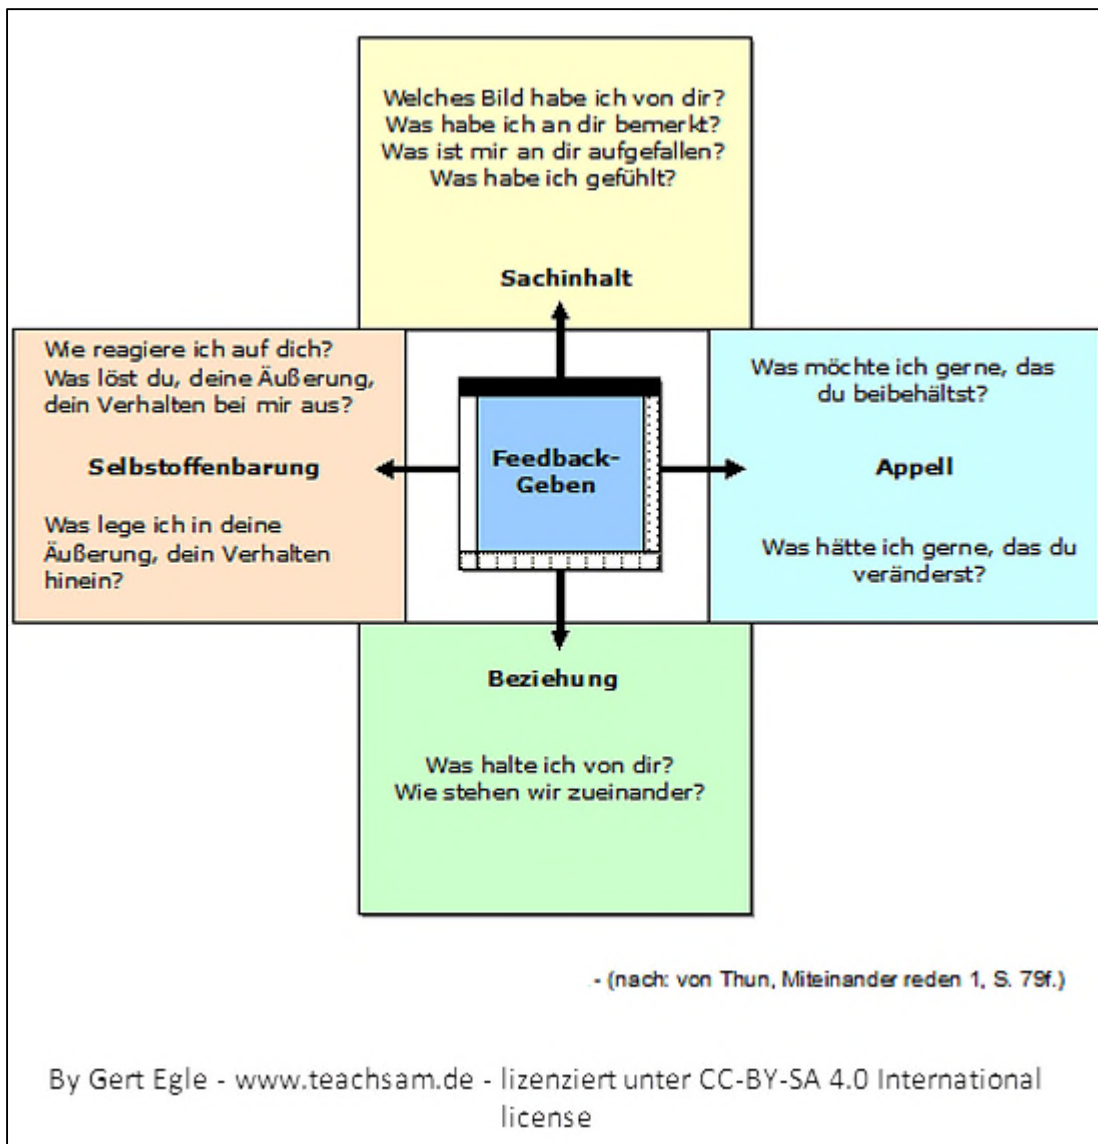 Welches Bild habe ich von dir?
Was habe ich an dir bemerkt?
Was ist mir an dir aufgefallen?
Was habe ich gefühlt?
Sachinhalt
Wie reagiere ich auf dich?
Was löst du, deine Äußerung,
dein Verhalten bei mir aus?
Selbstoffenbarung
Was lege ich in deine
Äußerung, dein Verhalten
hinein?
Feedback-
Geben
Was möchte ich gerne, das
du beibehältst?
Appell
Was hätte ich gerne, das du
veränderst?
Beziehung
Was halte ich von dir?
Wie stehen wir zueinander?
- (nach: von Thun, Miteinander reden 1, S. 79f.)
By Gert Egle - www.teachsam.de - lizenziert unter CC-BY-SA 4.0 International
license